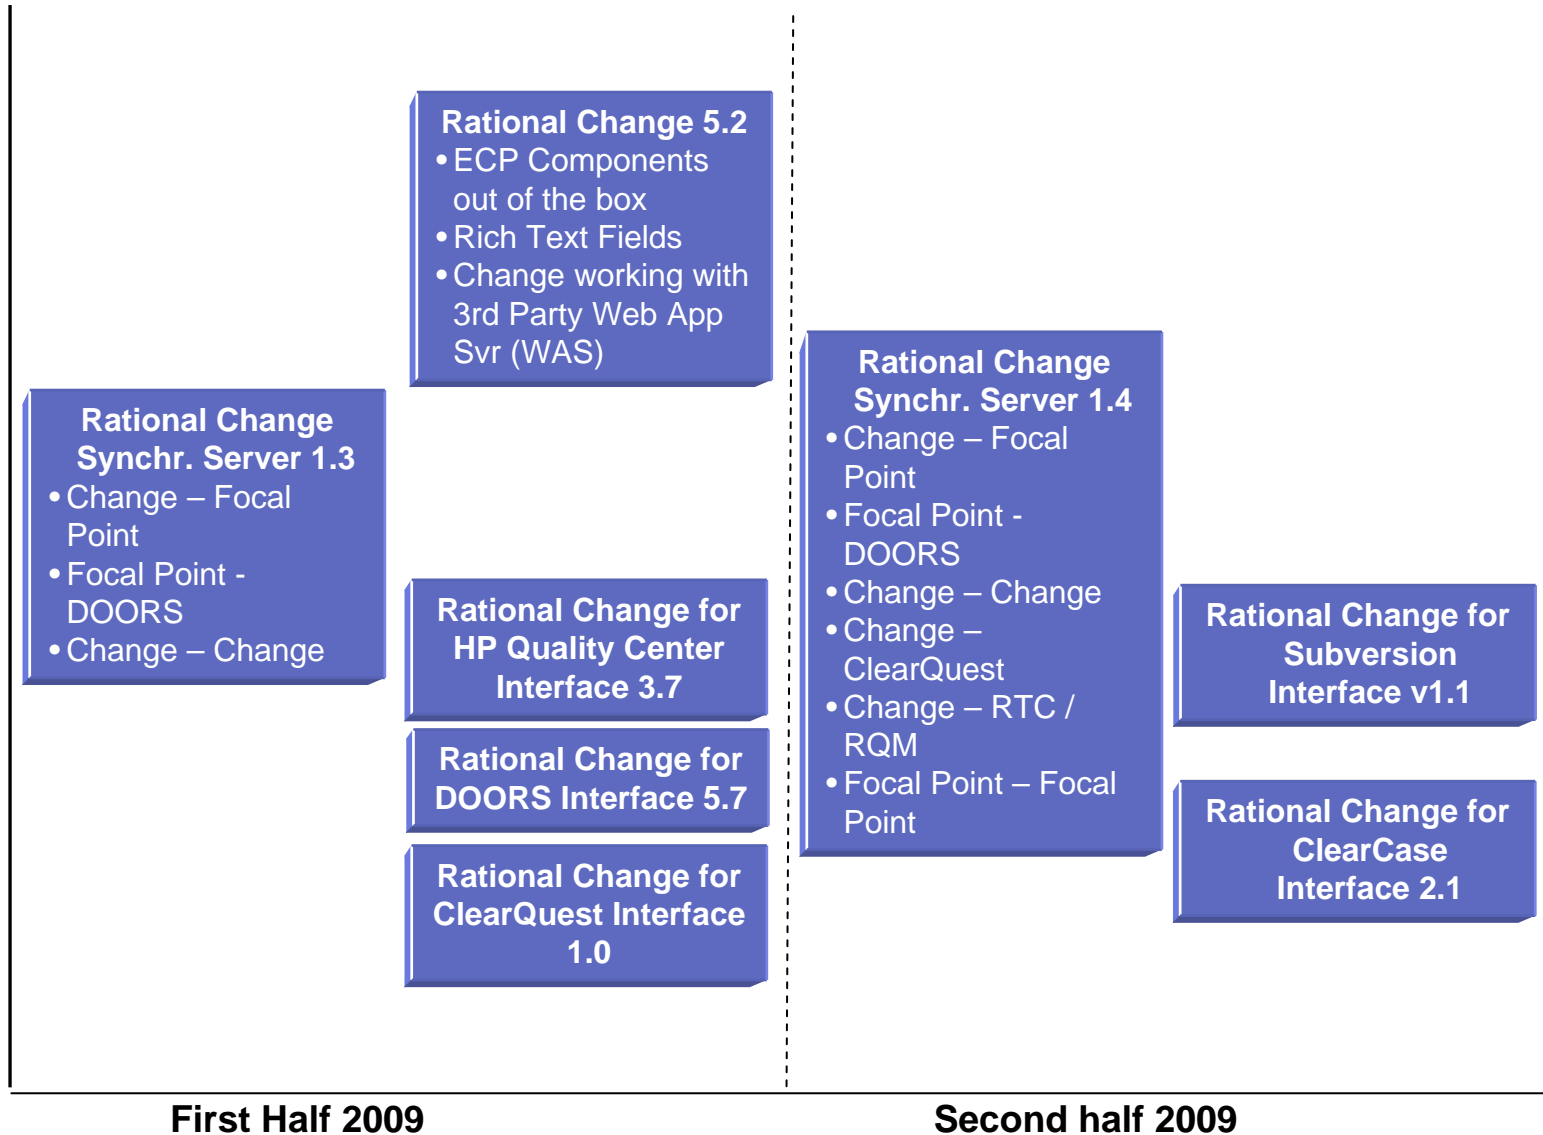 Rational Change 5.2
• ECP Components
out of the box
• Rich Text Fields
• Change working with
3rd Party Web App
Svr (WAS)
Rational Change
Synchr. Server 1.3
• Change – Focal
Point
• Focal Point -
DOORS
• Change – Change
Rational Change for
HP Quality Center
Interface 3.7
Rational Change for
DOORS Interface 5.7
Rational Change for
ClearQuest Interface
1.0
Rational Change
Synchr. Server 1.4
• Change – Focal
Point
• Focal Point -
DOORS
• Change – Change
• Change –
ClearQuest
• Change – RTC /
RQM
• Focal Point – Focal
Point
Rational Change for
Subversion
Interface v1.1
Rational Change for
ClearCase
Interface 2.1
First Half 2009
Second half 2009